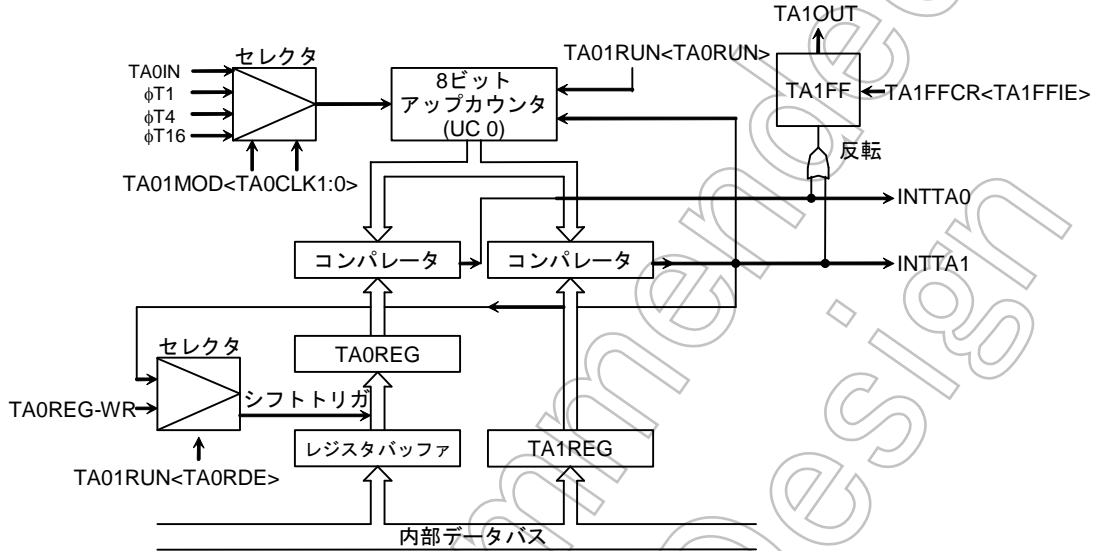 TA1OUT
セレクタ
TA01RUN<TA0RUN>
TA0IN
φT1
φT4
φT16
8ビット
アップカウンタ
(UC 0)
TA1FF
TA1FFCR<TA1FFIE>
反転
TA01MOD<TA0CLK1:0>
INTTA0
コンパレータ
コンパレータ
INTTA1
セレクタ
TA0REG
TA0REG-WR
シフトトリガ
レジスタバッファ
TA1REG
TA01RUN<TA0RDE>
内部データバス
mmende
Design